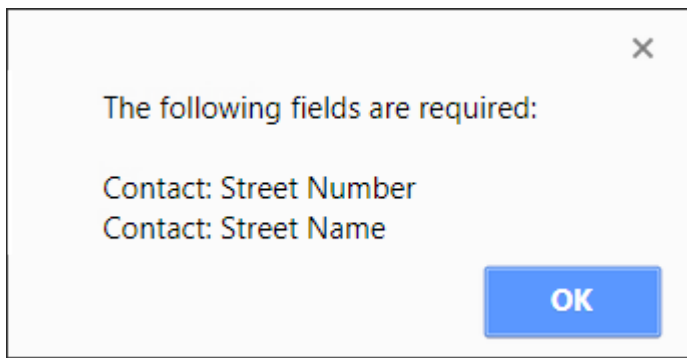 The following fields are required:
Contact: Street Number
Contact: Street Name
OK